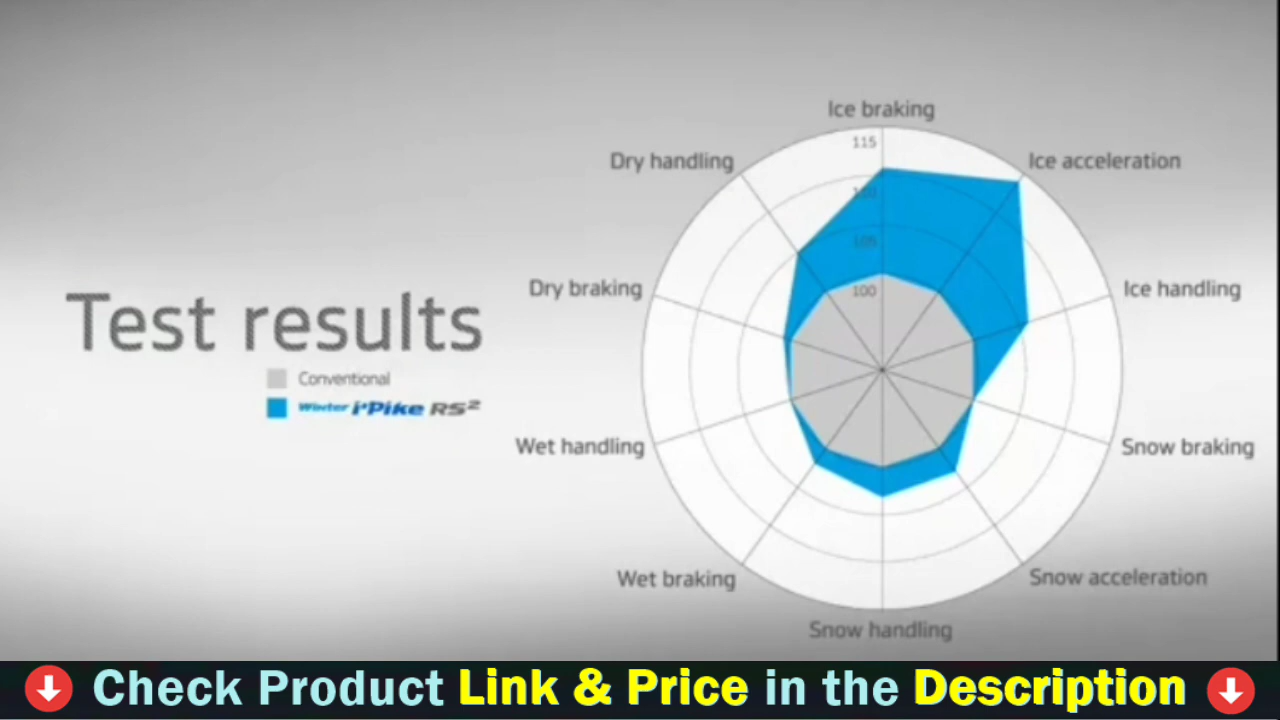 Ice braking
115
Dry handling
Ice acceleration
110
105
Dry braking
Ice handling
100
Test results
Conventional
Winter i*Pike RS²
Wet handling
Snow braking
Wet braking
Snow acceleration
Snow handling
Check Product Link & Price in the Description